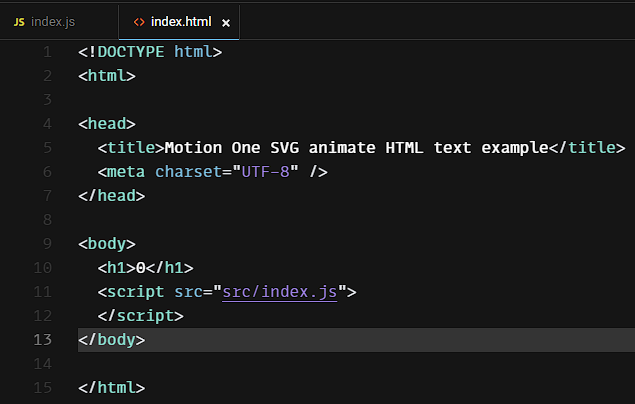 JS index.js <> index.html ×
1 <!DOCTYPE html>
2 <html>
3
4 <head>
5 <title>Motion One SVG animate HTML text example</title>
6 <meta charset="UTF-8" />
7 </head>
8
9 <body>
10 <h1>0</h1>
11 <script src="src/index.js">
12 </script>
13 </body>
14
15 </html>